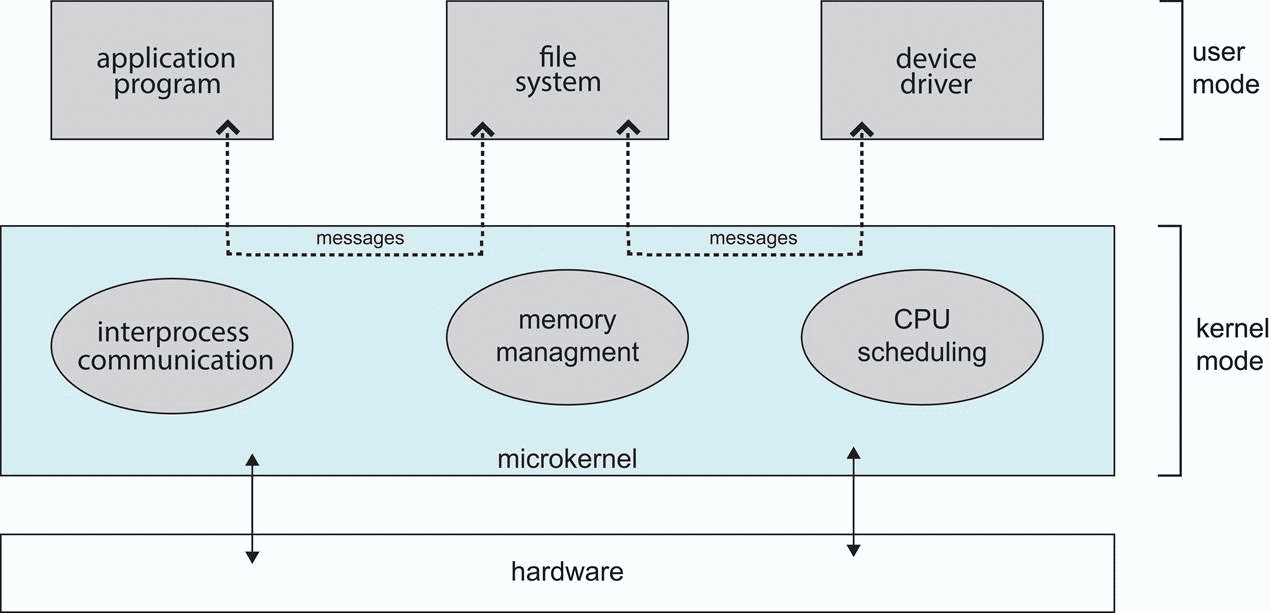 application
program
file
system
device
driver
user
mode
messages
messages
interprocess
communication
memory
managment
CPU
scheduling
kernel
mode
microkernel
hardware